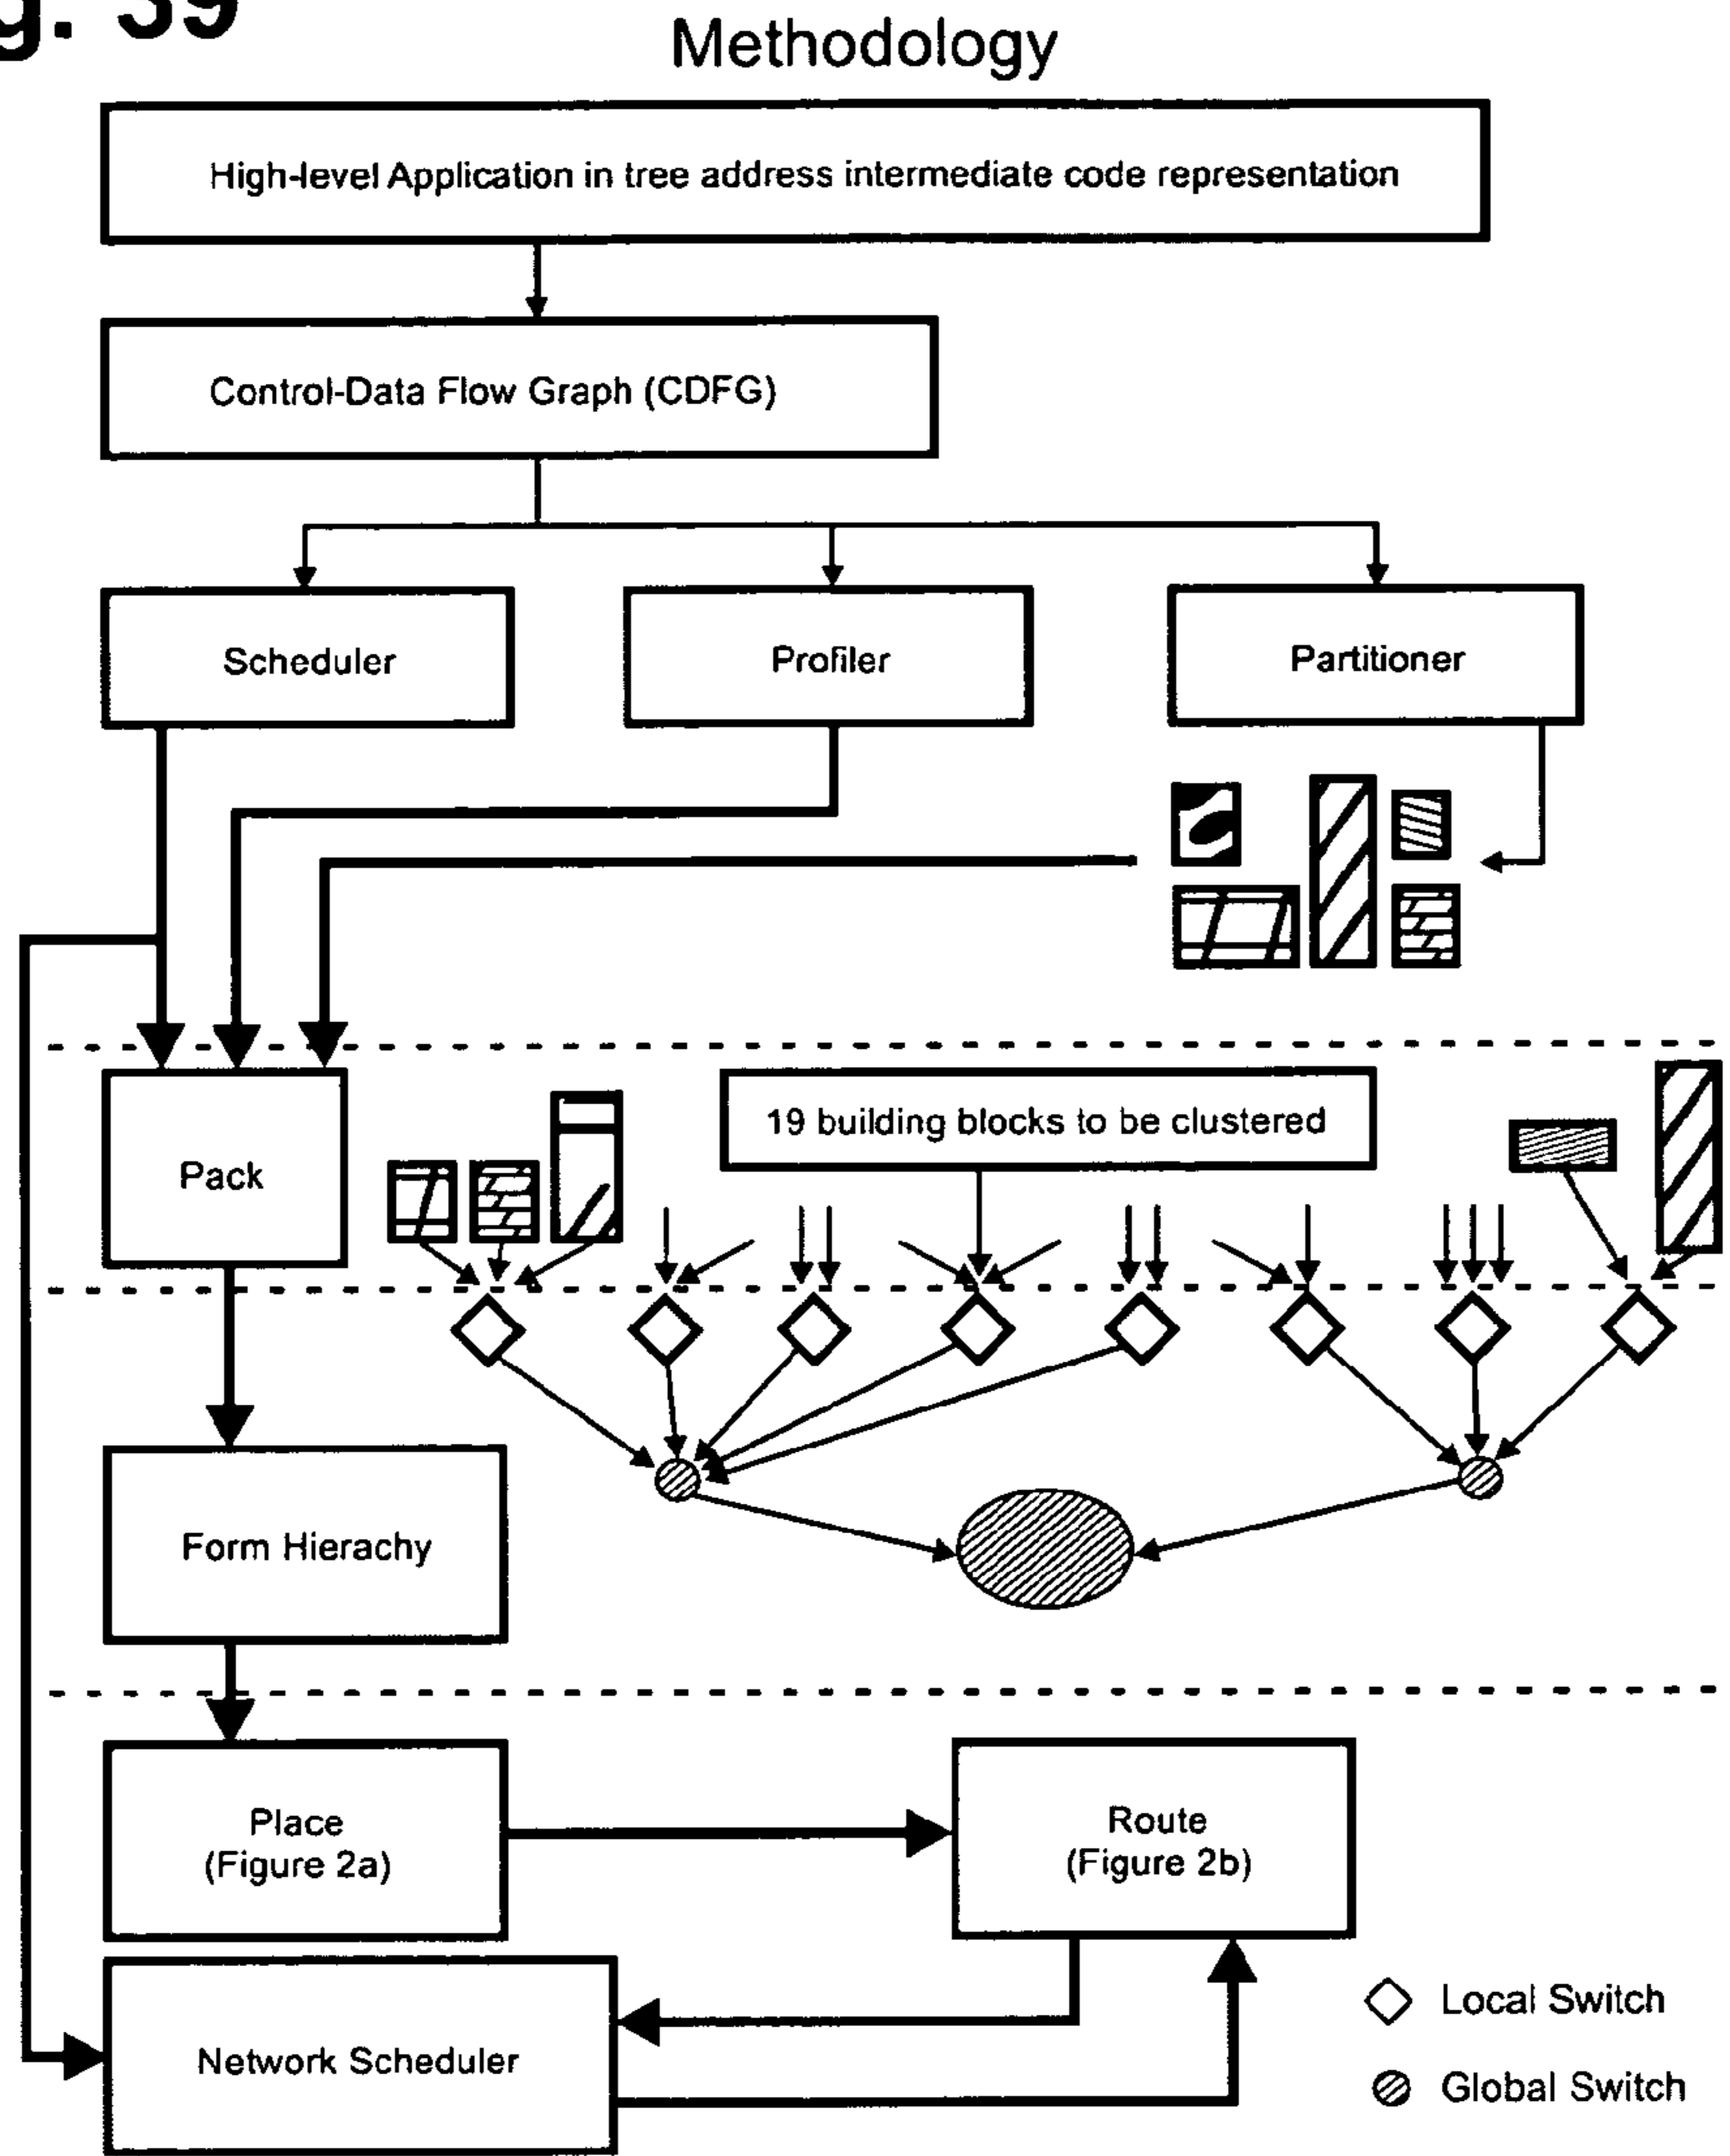 g. 39
Methodology
High-level Application in tree address intermediate code representation
Control-Data Flow Graph (CDFG)
Scheduler
Profiler
Partitioner
Pack
19 building blocks to be clustered
Form Hierachy
Place
(Figure 2a)
Route
(Figure 2b)
Network Scheduler
Local Switch
Global Switch